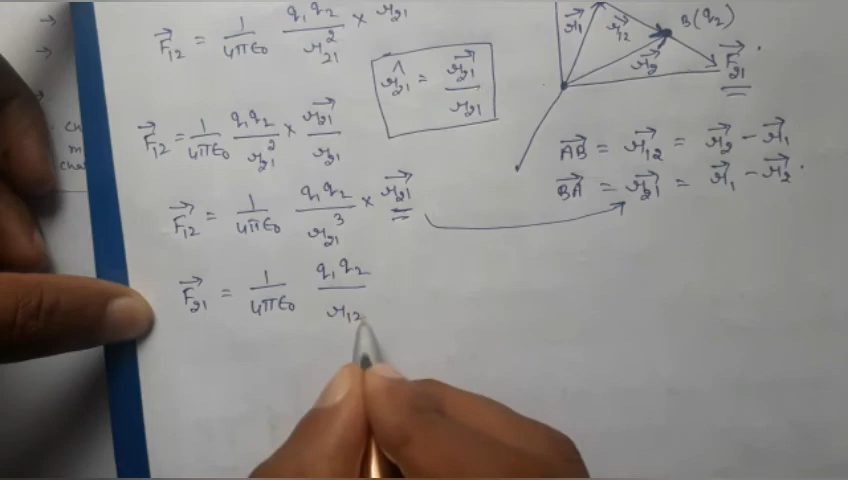 F⃗₁₂ = 1/4πε₀ q₁q₂/r₂₁² × r₂₁
r⃗₁ r⃗₁₂ B(q₂)
r⃗₂ F⃗₂₁
r̂₂₁ = r⃗₂₁/r₂₁
F⃗₁₂ = 1/4πε₀ q₁q₂/r₂₁² × r⃗₂₁/r₂₁
AB⃗ = r⃗₁₂ = r⃗₂ - r⃗₁
BA⃗ = r⃗₂₁ = r⃗₁ - r⃗₂.
F⃗₁₂ = 1/4πε₀ q₁q₂/r₂₁³ × r⃗₂₁
F⃗₂₁ = 1/4πε₀ q₁q₂/r₁₂